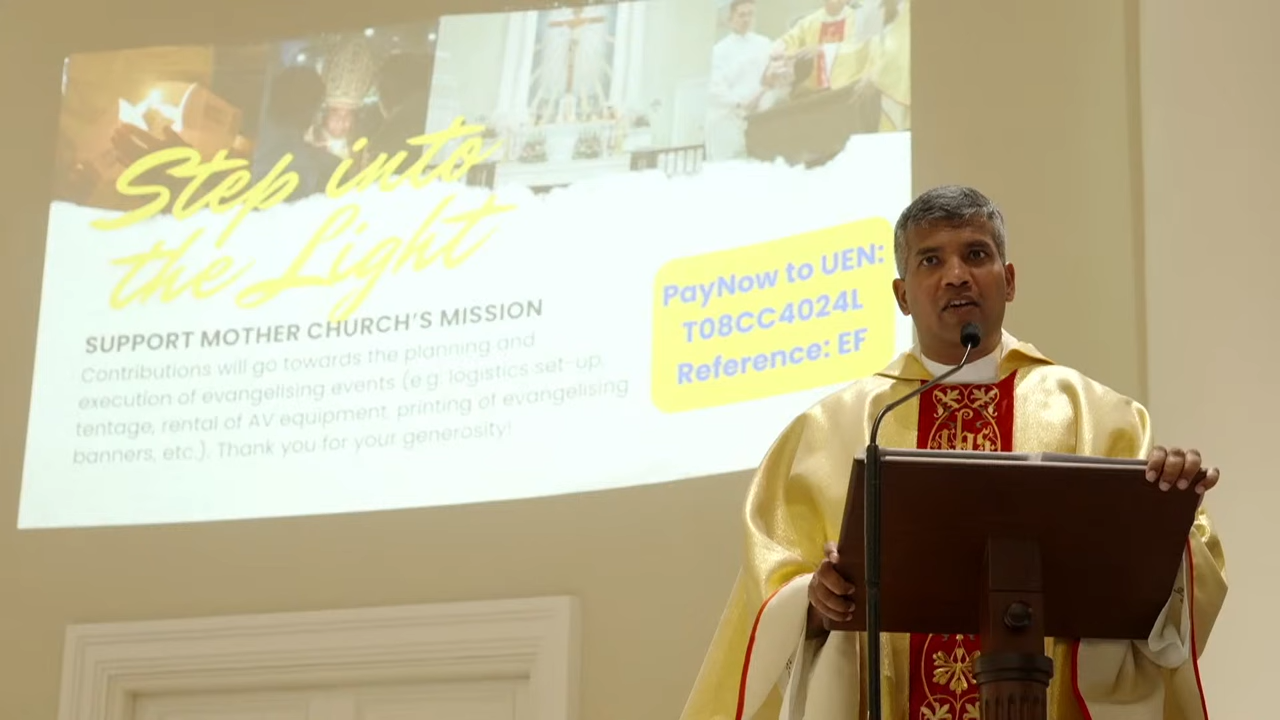 Step into
the Light
SUPPORT MOTHER CHURCH'S MISSION
Contributions will go towards the planning and
execution of evangelising events (e.g. logistics set-up,
tentage, rental of AV equipment, printing of evangelising
banners, etc.). Thank you for your generosity!
PayNow to UEN:
T08CC4024L
Reference: EF